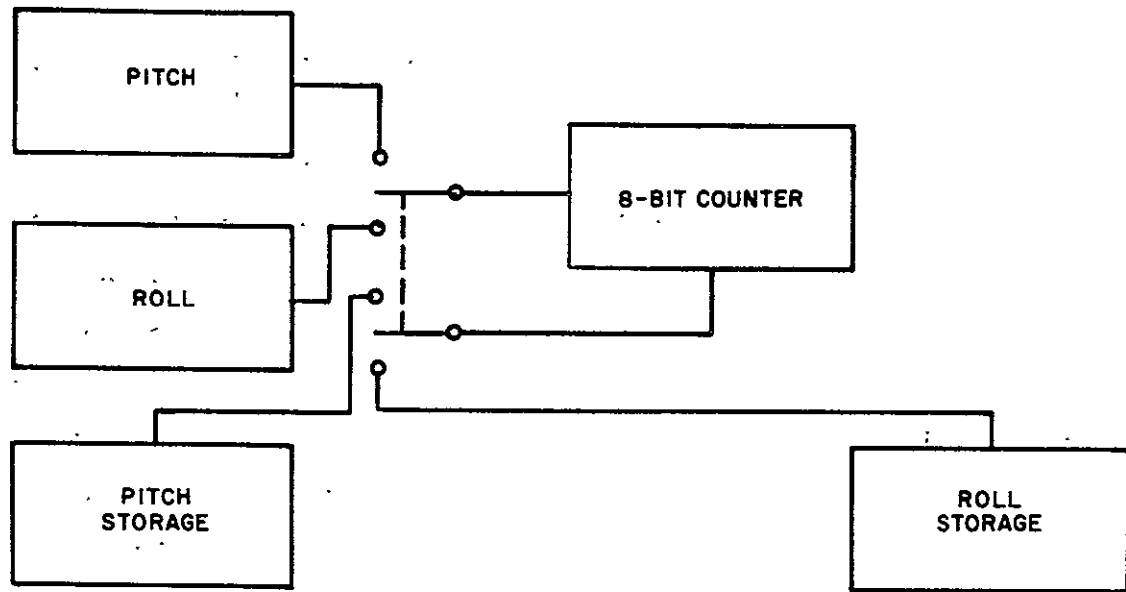 PITCH
8-BIT COUNTER
ROLL
PITCH
STORAGE
ROLL
STORAGE